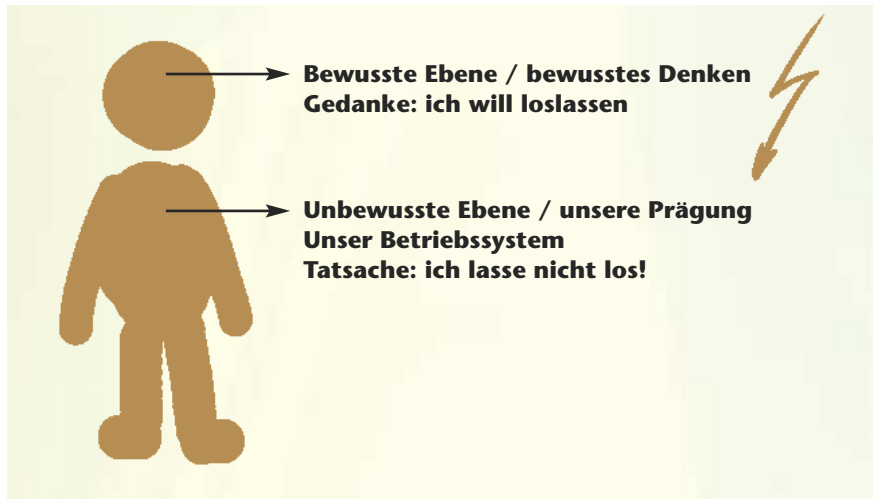 Bewusste Ebene / bewusstes Denken
Gedanke: ich will loslassen
Unbewusste Ebene / unsere Prägung
Unser Betriebssystem
Tatsache: ich lasse nicht los!